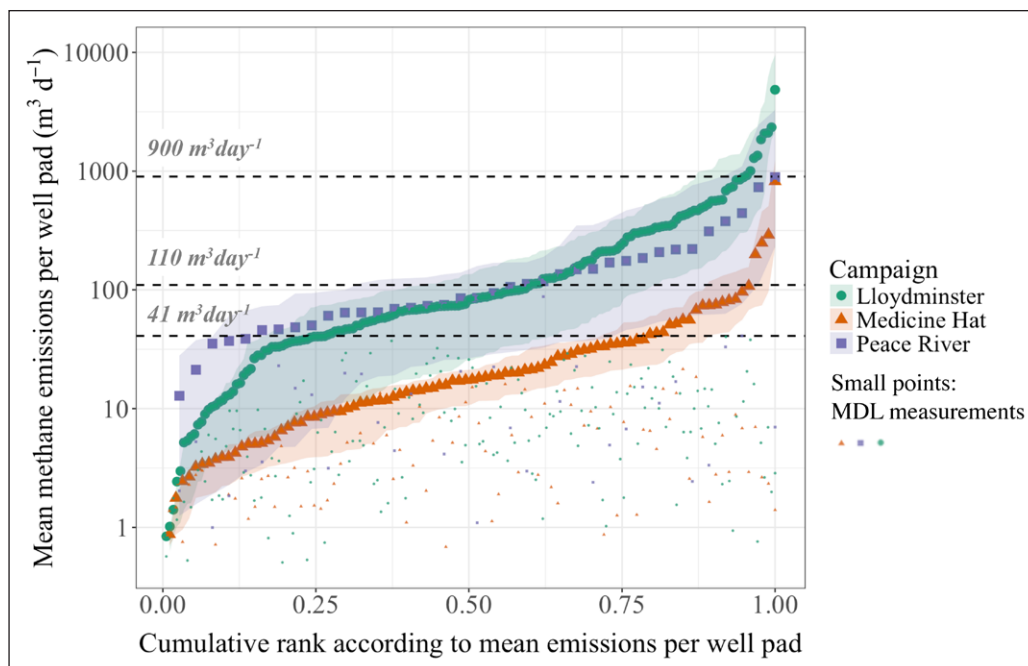 Mean methane emissions per well pad (m³ d⁻¹)
10000
1000
100
10
1
900 m³day⁻¹
110 m³day⁻¹
41 m³day⁻¹
0.00 0.25 0.50 0.75 1.00
Cumulative rank according to mean emissions per well pad
Campaign
Lloydminster
Medicine Hat
Peace River
Small points:
MDL measurements